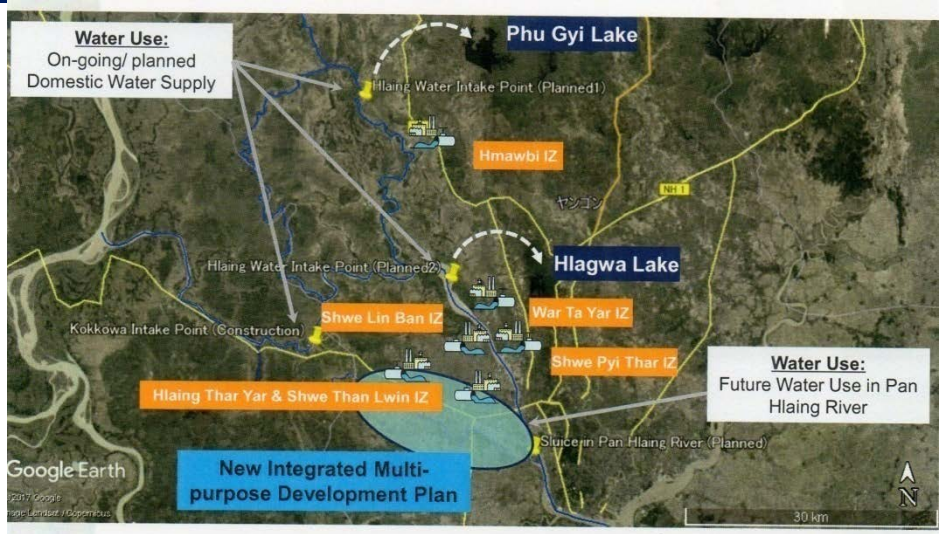 Water Use:
On-going/ planned
Domestic Water Supply
Phu Gyi Lake
Hlaing Water Intake Point (Planned1)
Hmawbi IZ
NH 1
ヤンゴン
Hlaing Water Intake Point (Planned2)
Hlagwa Lake
Shwe Lin Ban IZ
War Ta Yar IZ
Kokkowa Intake Point (Construction)
Shwe Pyi Thar IZ
Water Use:
Future Water Use in Pan
Hlaing River
Hlaing Thar Yar & Shwe Than Lwin IZ
Sluice in Pan Hlaing River (Planned)
New Integrated Multi-
purpose Development Plan
Google Earth
©2017 Google
Image Landsat / Copernicus
N
30 km